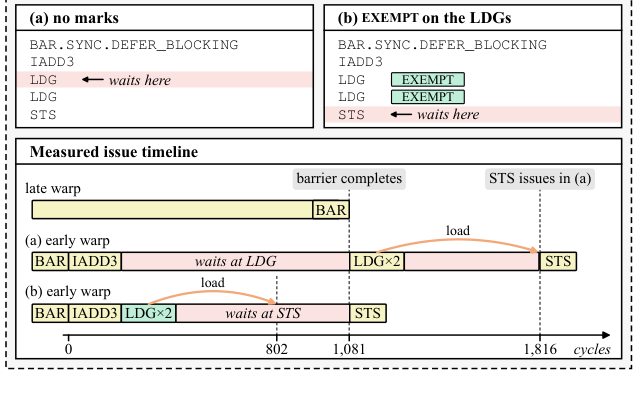 (a) no marks
BAR.SYNC.DEFER_BLOCKING
IADD3
LDG waits here
LDG
STS
(b) EXEMPT on the LDGs
BAR.SYNC.DEFER_BLOCKING
IADD3
LDG EXEMPT
LDG EXEMPT
STS waits here
Measured issue timeline
barrier completes STS issues in (a)
late warp
BAR
(a) early warp load
BAR IADD3 waits at LDG LDG×2 STS
(b) early warp load
BAR IADD3 LDG×2 waits at STS STS
0 802 1,081 1,816 cycles